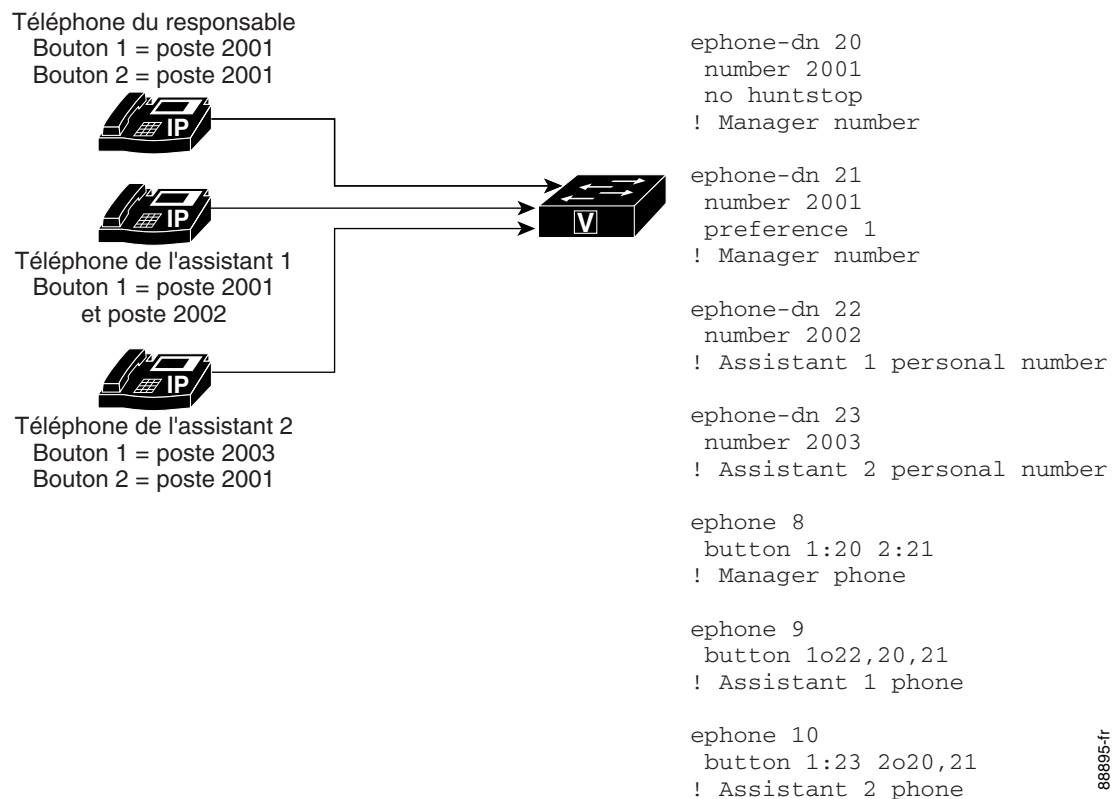 Téléphone du responsable
Bouton 1 = poste 2001
Bouton 2 = poste 2001
IP
IP
Téléphone de l'assistant 1
Bouton 1 = poste 2001
et poste 2002
IP
Téléphone de l'assistant 2
Bouton 1 = poste 2003
Bouton 2 = poste 2001
V
ephone-dn 20
number 2001
no huntstop
! Manager number
ephone-dn 21
number 2001
preference 1
! Manager number
ephone-dn 22
number 2002
! Assistant 1 personal number
ephone-dn 23
number 2003
! Assistant 2 personal number
ephone 8
button 1:20 2:21
! Manager phone
ephone 9
button 1o22,20,21
! Assistant 1 phone
ephone 10
button 1:23 2o20,21
! Assistant 2 phone
88895-fr